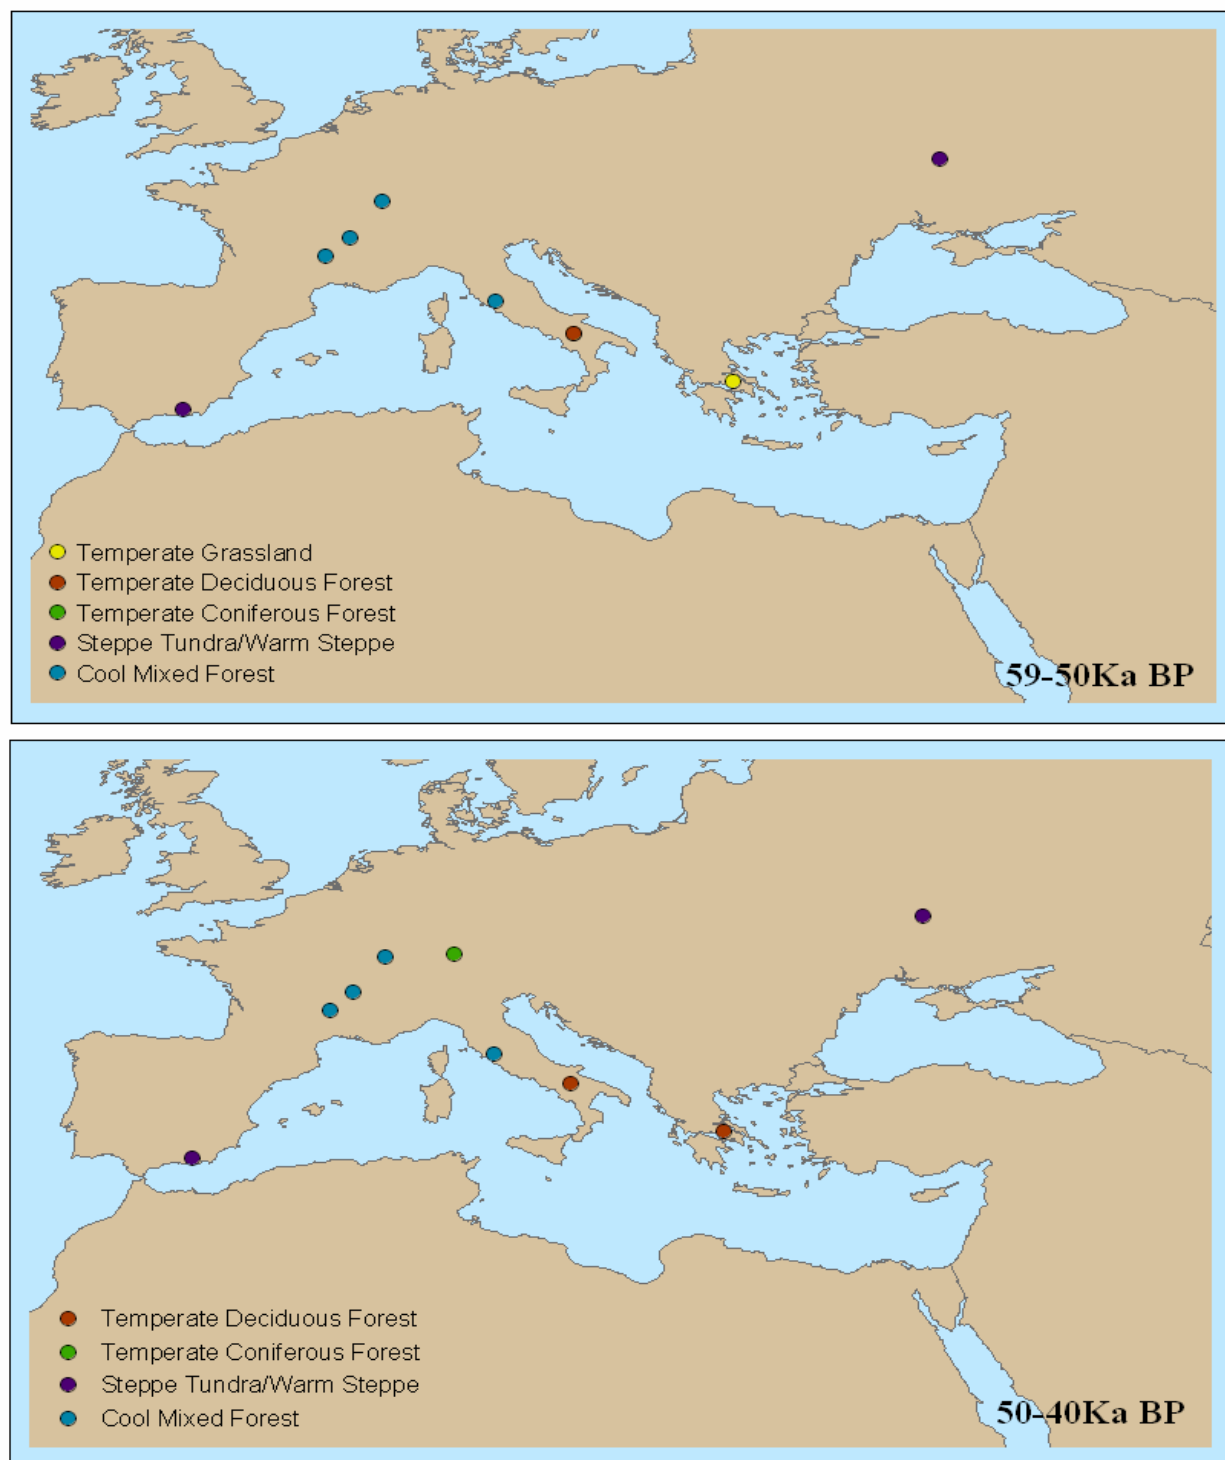 Temperate Grassland
Temperate Deciduous Forest
Temperate Coniferous Forest
Steppe Tundra/Warm Steppe
Cool Mixed Forest
59-50Ka BP
Temperate Deciduous Forest
Temperate Coniferous Forest
Steppe Tundra/Warm Steppe
Cool Mixed Forest
50-40Ka BP